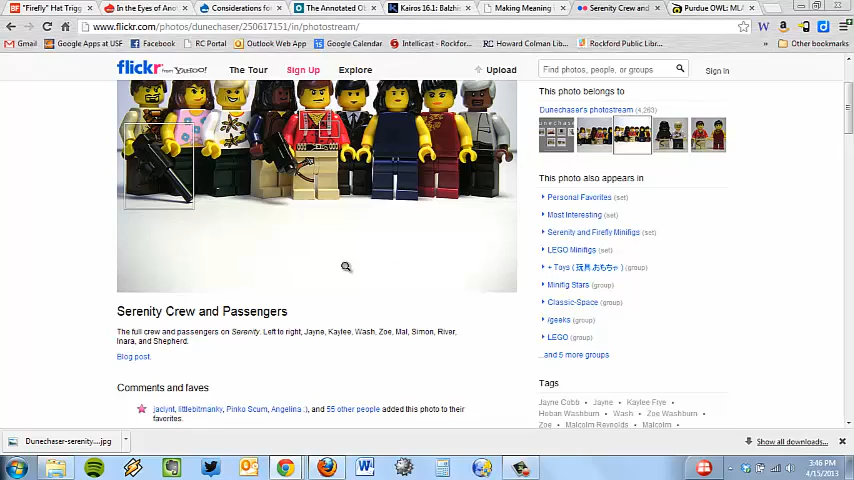 "Firefly" Hat Trigg
In the Eyes of Anot
Considerations fo
The Annotated O
Kairos 16.1: Balzhis
Making Meaning i
Serenity Crew and
Purdue OWL: ML
www.flickr.com/photos/dunechaser/250617151/in/photostream/
Google Calendar
Google Apps at RU
Facebook
RC Portal
Outlook Web App
Intellicast - Rockfor...
RC Howard Colman Lib...
Rockford Public Libr...
Other bookmarks
flickr from YAHOO!
The Tour
Sign Up
Explore
Upload
Find photos, people, or groups
Sign In
This photo belongs to
Dunechaser's photostream (4,263)
This photo also appears in
Personal Favorites (set)
Most Interesting (set)
Serenity and Firefly Minifigs (set)
LEGO Minifigs (set)
+ Toys ( 玩具,おもちゃ ) (group)
Minifig Stars (group)
Classic-Space (group)
/geeks (group)
LEGO (group)
...and 5 more groups
Serenity Crew and Passengers
The full crew and passengers on Serenity. Left to right, Jayne, Kaylee, Wash, Zoe, Mal, Simon, River,
Inara, and Shepherd.
Blog post.
Comments and faves
jaciynt, littlebitmanky, Pinko Scum, Angelina :), and 55 other people added this photo to their
favorites.
Tags
Jayne Cobb
Jayne
Kaylee Frye
Hoban Washburn
Wash
Zoe Washburn
Zoe
Malcolm Reynolds
Malcolm
Dunechaser-serenity....jpg
Show all downloads...
3:46 PM
4/15/2013